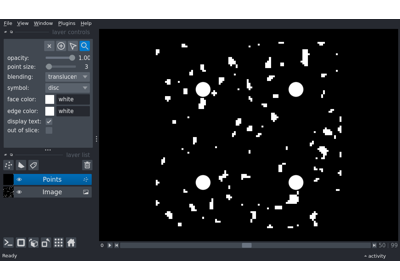 File View Window Plugins Help
layer controls
opacity: 1.00
point size: 3
blending: translucen
symbol: disc
face color: white
edge color: white
display text:
out of slice:
layer list
Points
Image
0 50 99
Ready activity